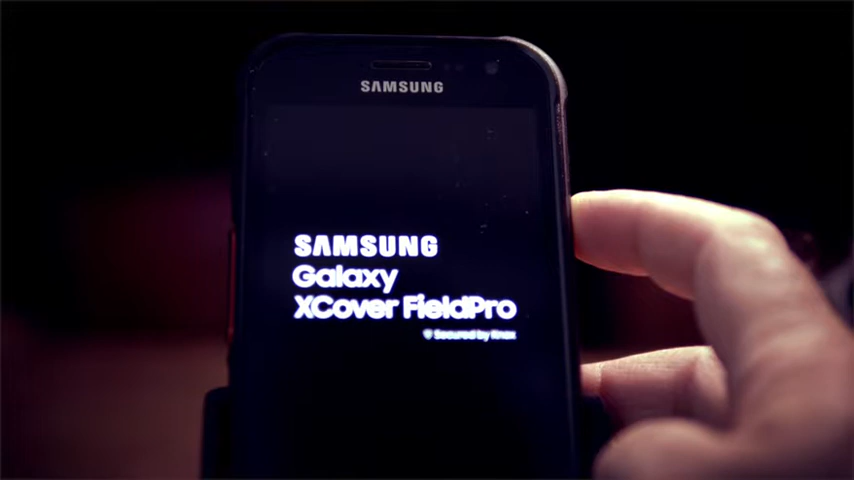 SAMSUNG
SAMSUNG
Galaxy
XCover FieldPro
Secured by Knox